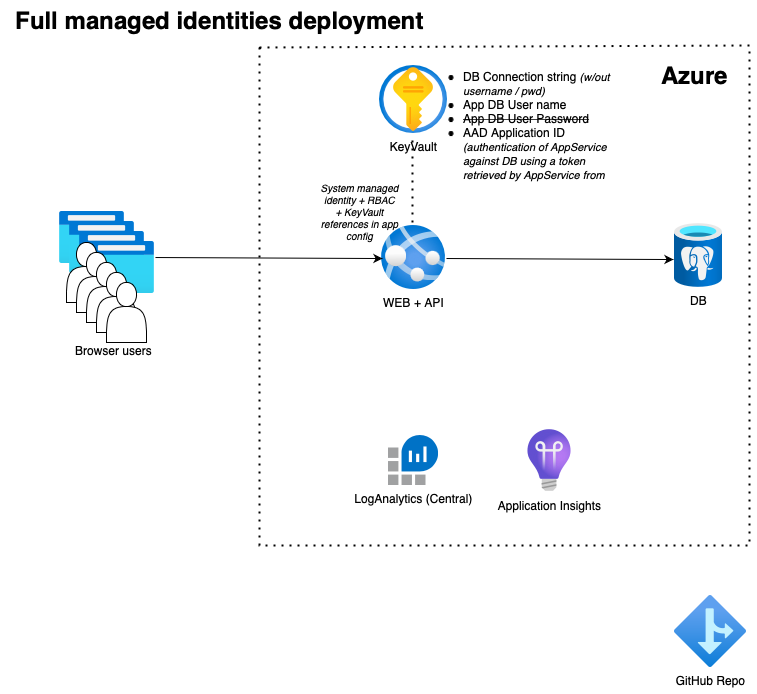 Full managed identities deployment
Azure
• DB Connection string (w/out
username / pwd)
• App DB User name
• ~~App DB User Password~~
• AAD Application ID
(authentication of AppService
against DB using a token
retrieved by AppService from
KeyVault
System managed
identity + RBAC
+ KeyVault
references in app
config
WEB + API
DB
Browser users
LogAnalytics (Central)
Application Insights
GitHub Repo